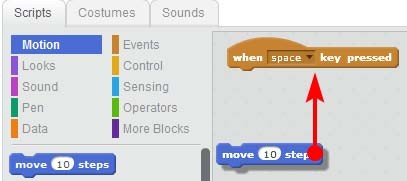 Scripts Costumes Sounds
Motion Events
Looks Control
Sound Sensing
Pen Operators
Data More Blocks
when space key pressed
move 10 steps
move 10 steps